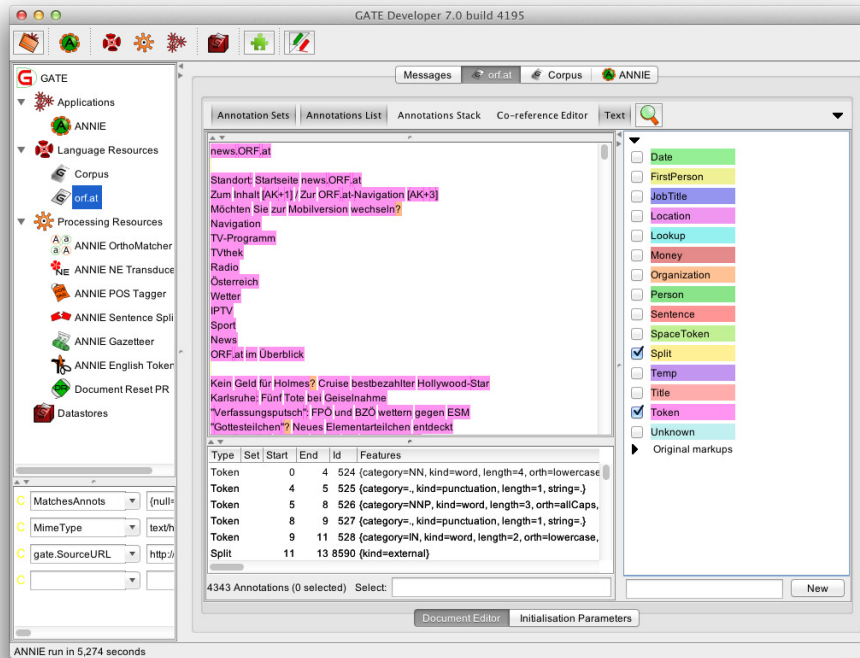 GATE Developer 7.0 build 4195
Messages orf.at Corpus ANNIE
GATE
Applications
ANNIE
Language Resources
Corpus
orf.at
Processing Resources
ANNIE OrthoMatcher
ANNIE NE Transduce
ANNIE POS Tagger
ANNIE Sentence Spli
ANNIE Gazetteer
ANNIE English Token
Document Reset PR
Datastores
MatchesAnnots {null=
MimeType text/h
gate.SourceURL http:/
Annotation Sets Annotations List Annotations Stack Co-reference Editor Text
news.ORF.at
Standort: Startseite news.ORF.at
Zum Inhalt [AK+1] / Zur ORF.at-Navigation [AK+3]
Möchten Sie zur Mobilversion wechseln?
Navigation
TV-Programm
TVthek
Radio
Österreich
Wetter
IPTV
Sport
News
ORF.at im Überblick
Kein Geld für Holmes? Cruise bestbezahlter Hollywood-Star
Karlsruhe: Fünf Tote bei Geiselnahme
"Verfassungsputsch": FPÖ und BZÖ wettern gegen ESM
"Gottesteilchen"? Neues Elementarteilchen entdeckt
Type Set Start End Id Features
Token 0 4 524 {category=NN, kind=word, length=4, orth=lowercase
Token 4 5 525 {category=., kind=punctuation, length=1, string=.}
Token 5 8 526 {category=NNP, kind=word, length=3, orth=allCaps,
Token 8 9 527 {category=., kind=punctuation, length=1, string=.}
Token 9 11 528 {category=IN, kind=word, length=2, orth=lowercase,
Split 11 13 8590 {kind=external}
4343 Annotations (0 selected) Select:
Date
FirstPerson
JobTitle
Location
Lookup
Money
Organization
Person
Sentence
SpaceToken
Split
Temp
Title
Token
Unknown
Original markups
New
Document Editor Initialisation Parameters
ANNIE run in 5,274 seconds